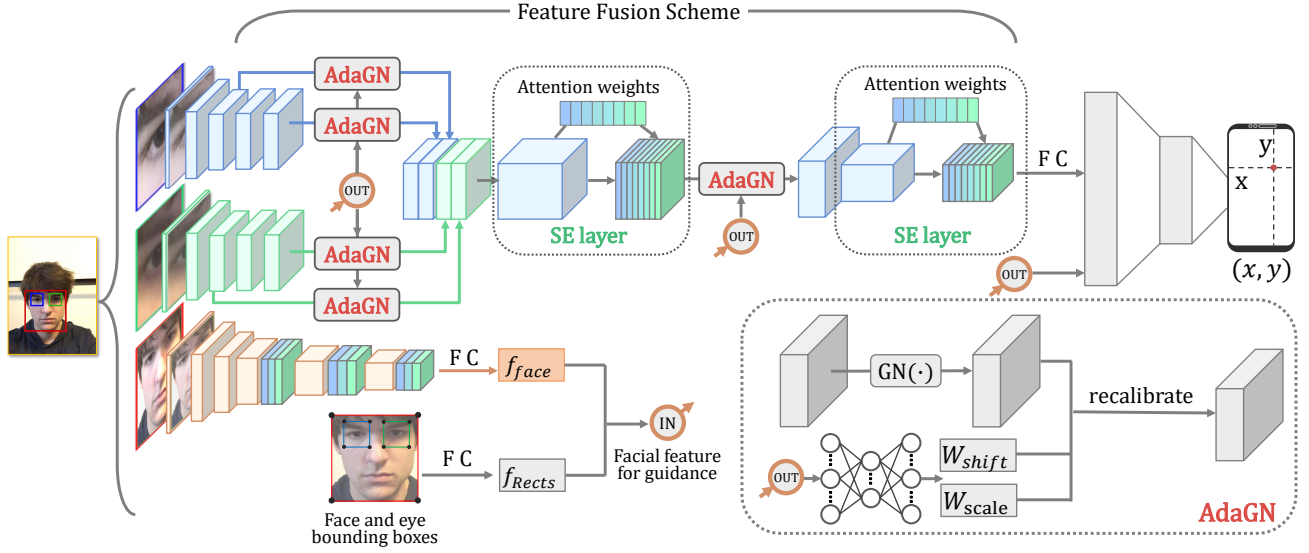 Feature Fusion Scheme
AdaGN
AdaGN
OUT
AdaGN
AdaGN
Attention weights
SE layer
AdaGN
OUT
Attention weights
SE layer
F C
OUT
y
x
(x, y)
F C
f_face
F C
f_Rects
IN
Facial feature
for guidance
Face and eye
bounding boxes
GN(·)
recalibrate
OUT
W_shift
W_scale
AdaGN